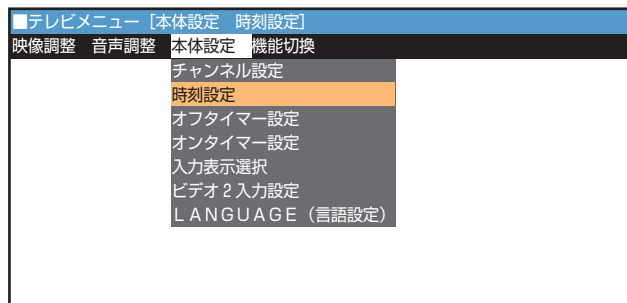 ■テレビメニュー［本体設定　時刻設定］
映像調整　音声調整　本体設定　機能切換
チャンネル設定
時刻設定
オフタイマー設定
オンタイマー設定
入力表示選択
ビデオ２入力設定
ＬＡＮＧＵＡＧＥ（言語設定）